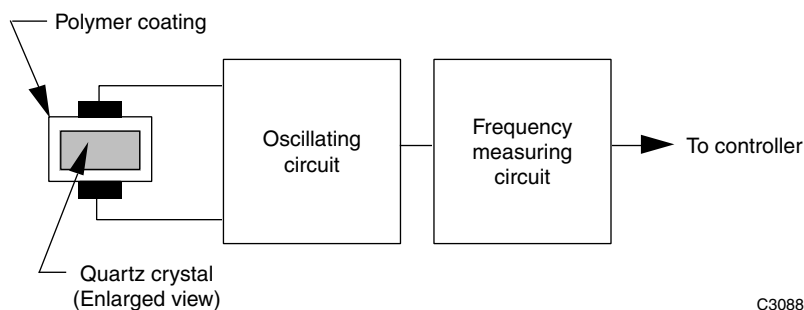 Polymer coating
Oscillating
circuit
Frequency
measuring
circuit
To controller
Quartz crystal
(Enlarged view)
C3088